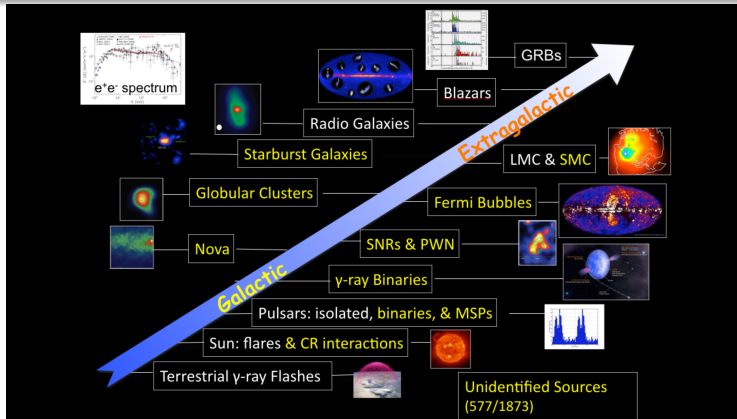 GRBs
e⁺e⁻ spectrum
Blazars
Radio Galaxies
Extragalactic
Starburst Galaxies
LMC & SMC
Globular Clusters
Fermi Bubbles
Nova
SNRs & PWN
Galactic
γ-ray Binaries
Pulsars: isolated, binaries, & MSPs
Sun: flares & CR interactions
Terrestrial γ-ray Flashes
Unidentified Sources
(577/1873)